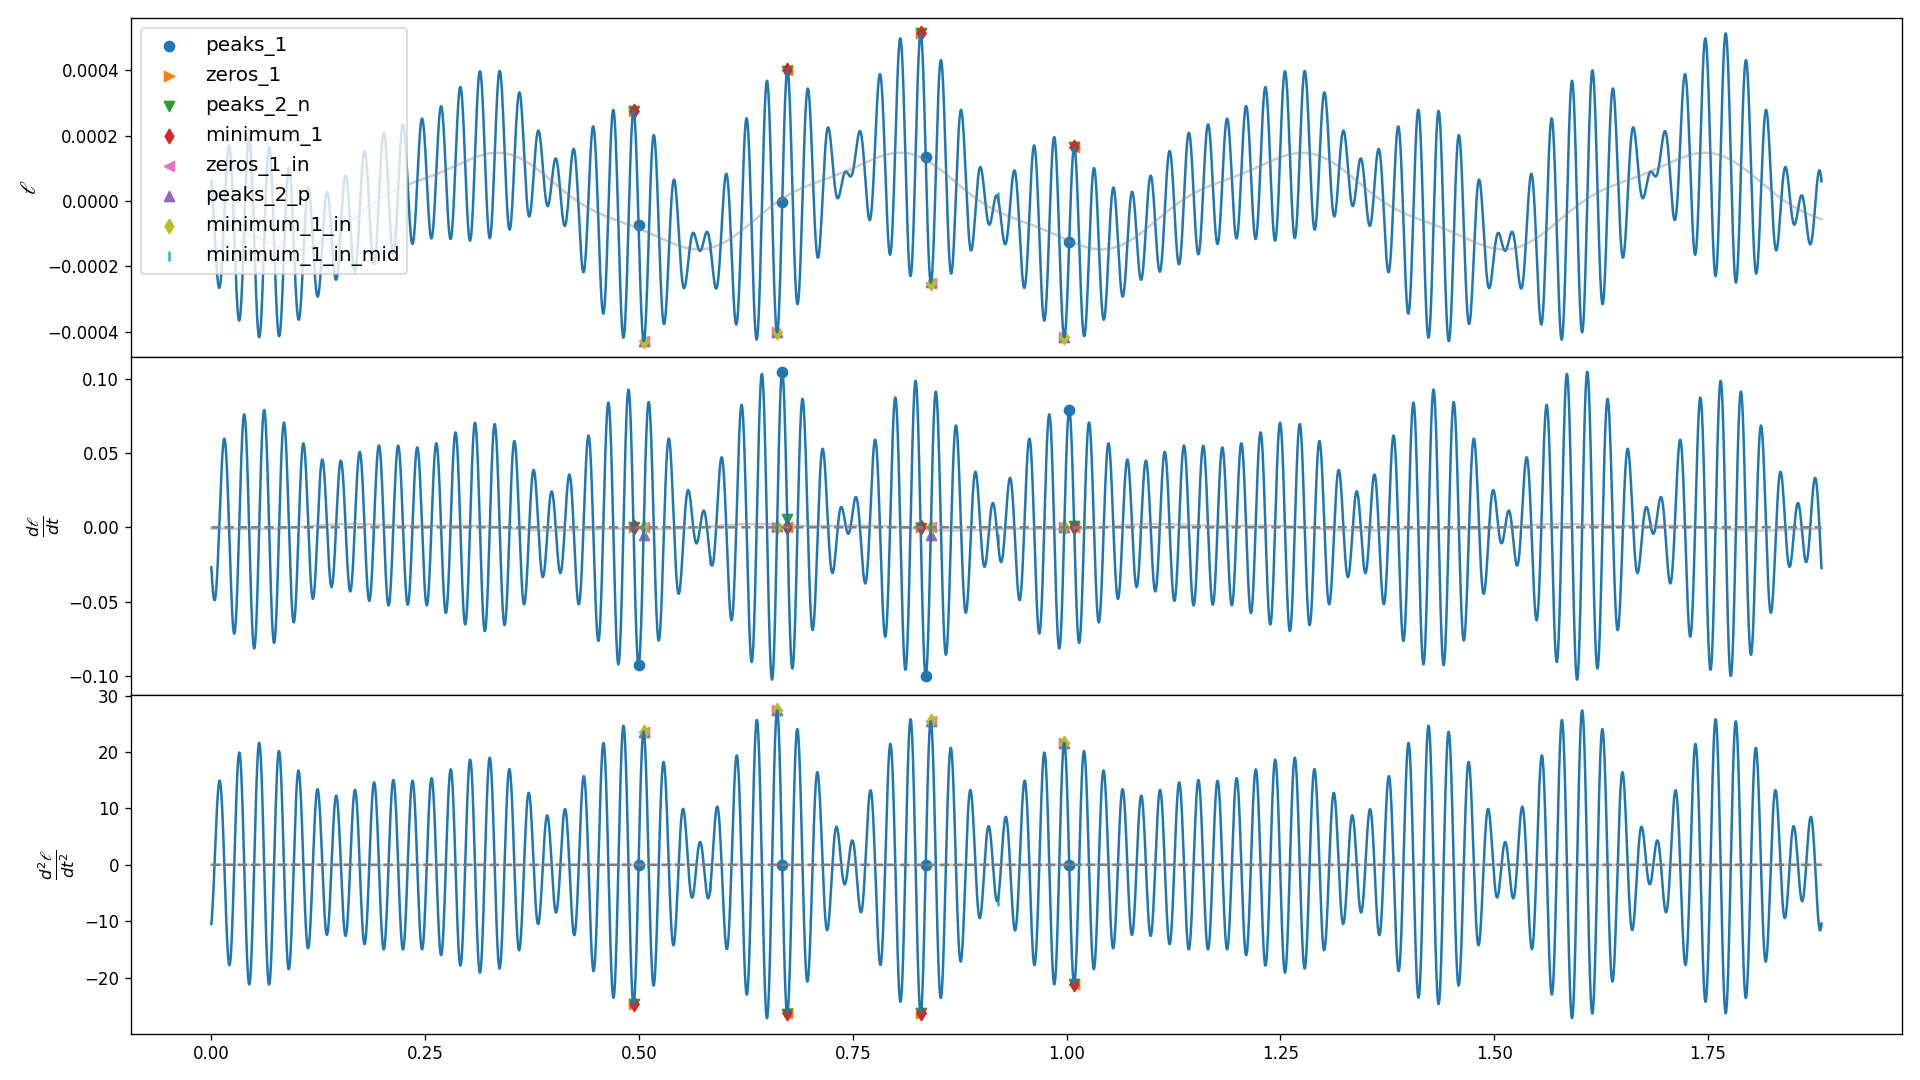 peaks_1
zeros_1
peaks_2_n
minimum_1
zeros_1_in
peaks_2_p
minimum_1_in
minimum_1_in_mid
ℓ
0.0004
0.0002
0.0000
−0.0002
−0.0004
dℓ/dt
0.10
0.05
0.00
−0.05
−0.10
d²ℓ/dt²
30
20
10
0
−10
−20
0.00 0.25 0.50 0.75 1.00 1.25 1.50 1.75